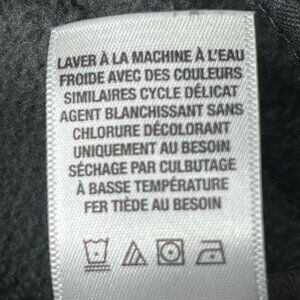 LAVER À LA MACHINE À L'EAU
FROIDE AVEC DES COULEURS
SIMILAIRES CYCLE DÉLICAT
AGENT BLANCHISSANT SANS
CHLORURE DÉCOLORANT
UNIQUEMENT AU BESOIN
SÉCHAGE PAR CULBUTAGE
À BASSE TEMPÉRATURE
FER TIÈDE AU BESOIN